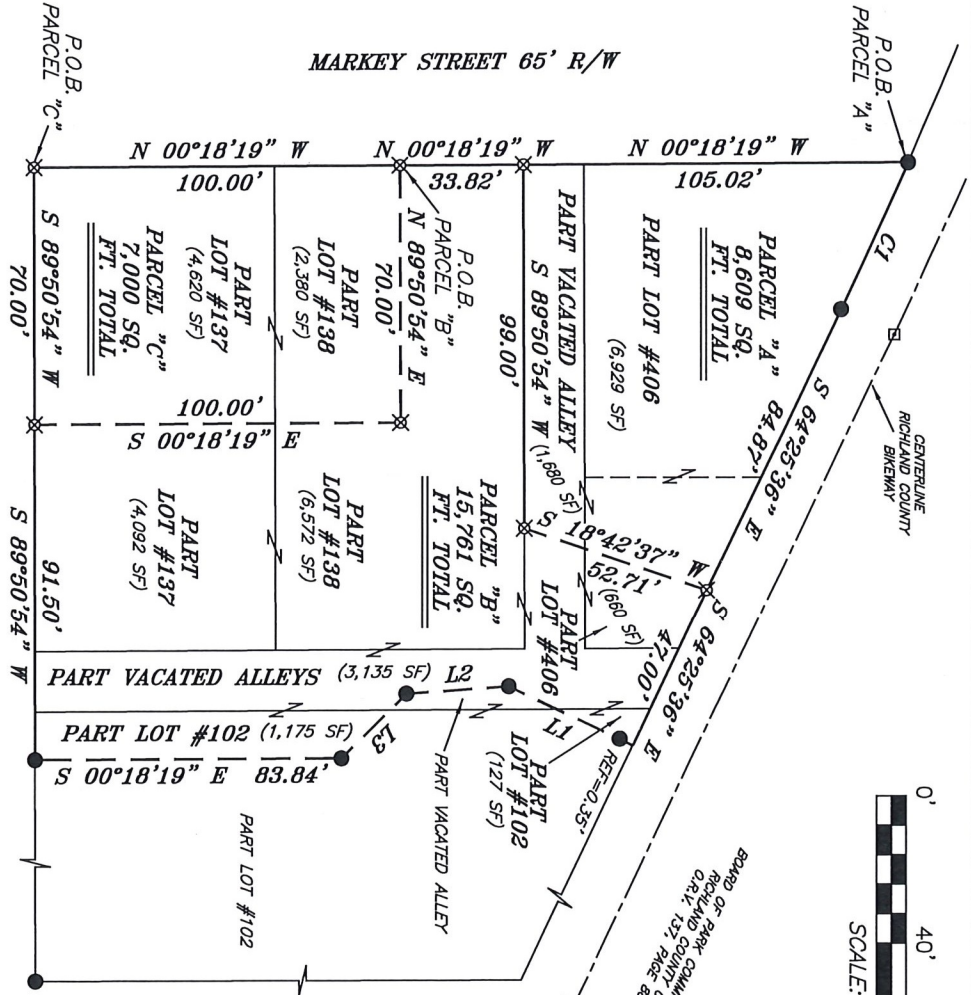 P.O.B.
PARCEL "A"
MARKEY STREET 65' R/W
P.O.B.
PARCEL "C"
N 00°18'19" W
105.02'
N 00°18'19" W
33.82'
N 00°18'19" W
100.00'
C1
S 64°25'36" E
84.87'
S 64°25'36" E
47.00'
CENTERLINE
RICHLAND COUNTY
BIKEWAY
PARCEL "A"
8,609 SQ.
FT. TOTAL
PART LOT #406
(6,929 SF)
PART VACATED ALLEY
(1,680 SF)
S 89°50'54" W
99.00'
S 18°42'37" W
52.71'
P.O.B.
PARCEL "B"
N 89°50'54" E
70.00'
PART
LOT #138
(2,380 SF)
PART
LOT #137
(4,620 SF)
PARCEL "C"
7,000 SQ.
FT. TOTAL
S 89°50'54" W
70.00'
100.00'
S 00°18'19" E
PARCEL "B"
15,761 SQ.
FT. TOTAL
PART
LOT #138
(6,572 SF)
PART
LOT #137
(4,092 SF)
S 89°50'54" W
91.50'
PART
LOT #406
(660 SF)
PART VACATED ALLEYS (3,135 SF)
L2
L1
L3
PART LOT #102 (1,175 SF)
S 00°18'19" E 83.84'
PART
LOT #102
(127 SF)
REF=0.35'
PART VACATED ALLEY
PART LOT #102
BOARD OF PARK
RICHLAND COUNTY
O.R.V. 137, PAGE
0'
40'
SCALE: